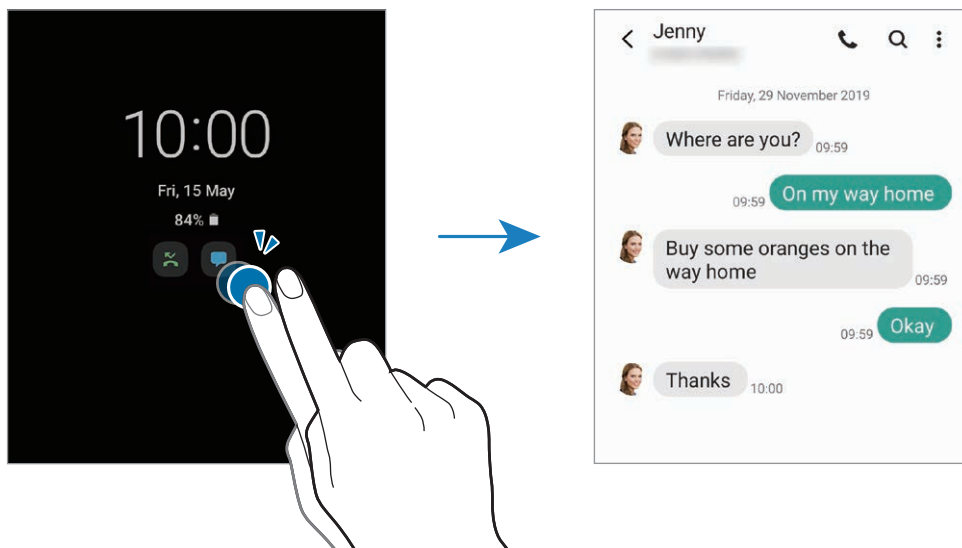 10:00
Fri, 15 May
84%
Jenny
Friday, 29 November 2019
Where are you?
09:59
09:59
On my way home
Buy some oranges on the
way home
09:59
09:59
Okay
Thanks
10:00